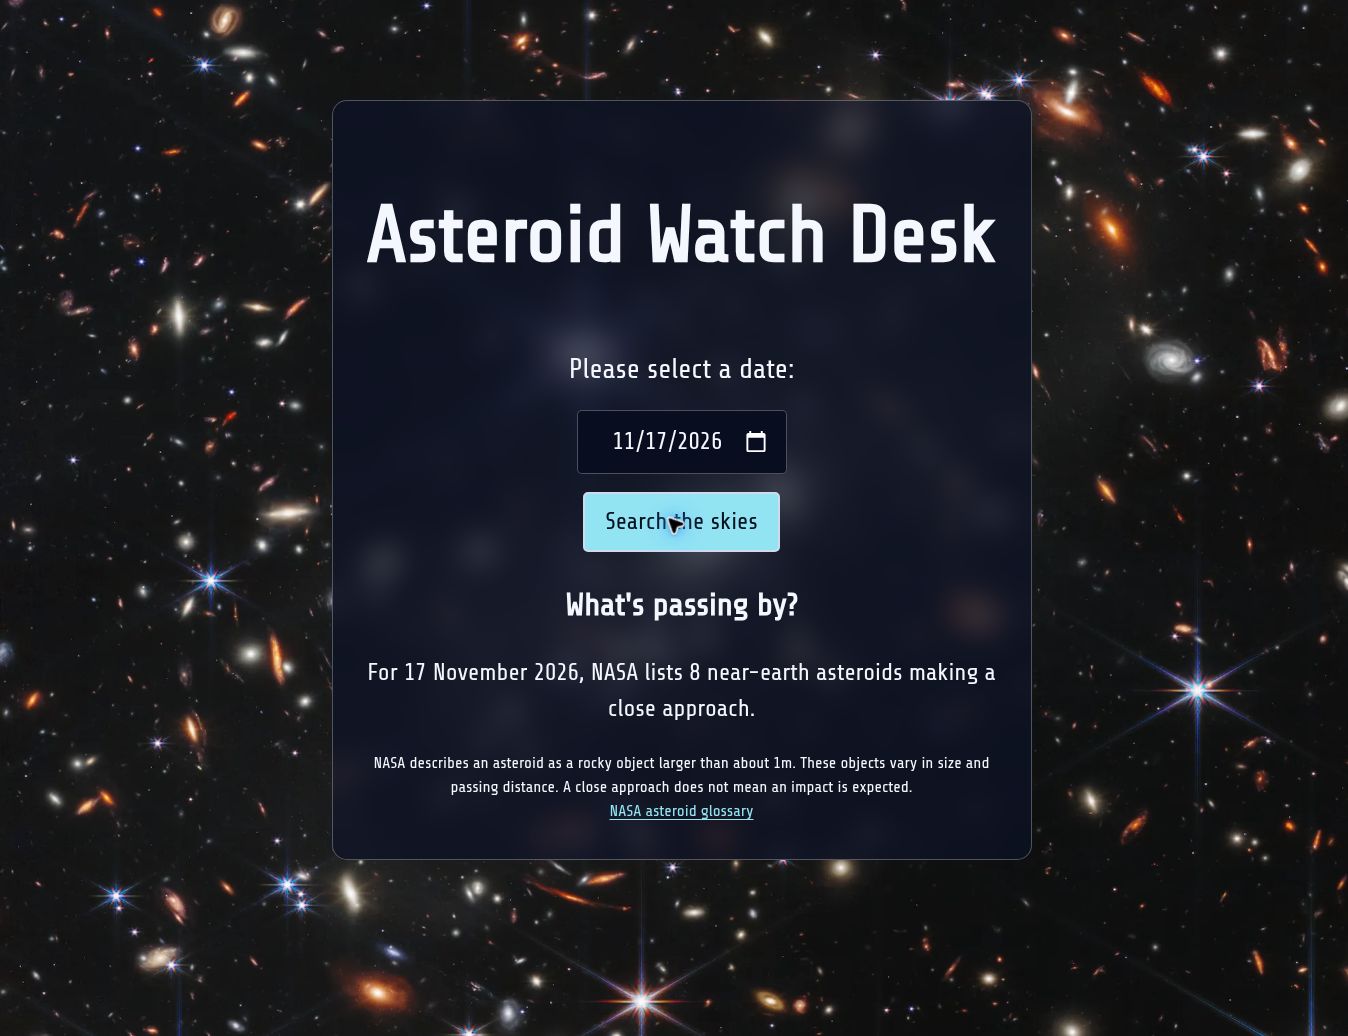 Asteroid Watch Desk
Please select a date:
11/17/2026
Search the skies
What's passing by?
For 17 November 2026, NASA lists 8 near-earth asteroids making a
close approach.
NASA describes an asteroid as a rocky object larger than about 1m. These objects vary in size and
passing distance. A close approach does not mean an impact is expected.
NASA asteroid glossary